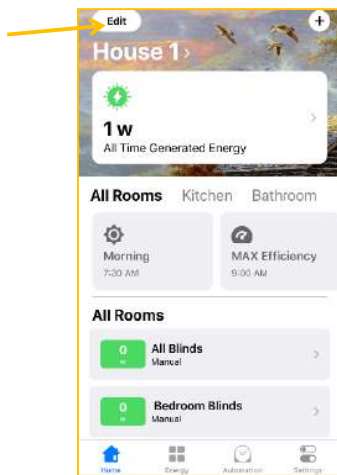 Edit
+
House 1 >
1 w
All Time Generated Energy
All Rooms Kitchen Bathroom
Morning MAX Efficiency
7:30 AM 9:00 AM
All Rooms
0 All Blinds
w Manual
0 Bedroom Blinds
w Manual
Home Energy Automation Settings